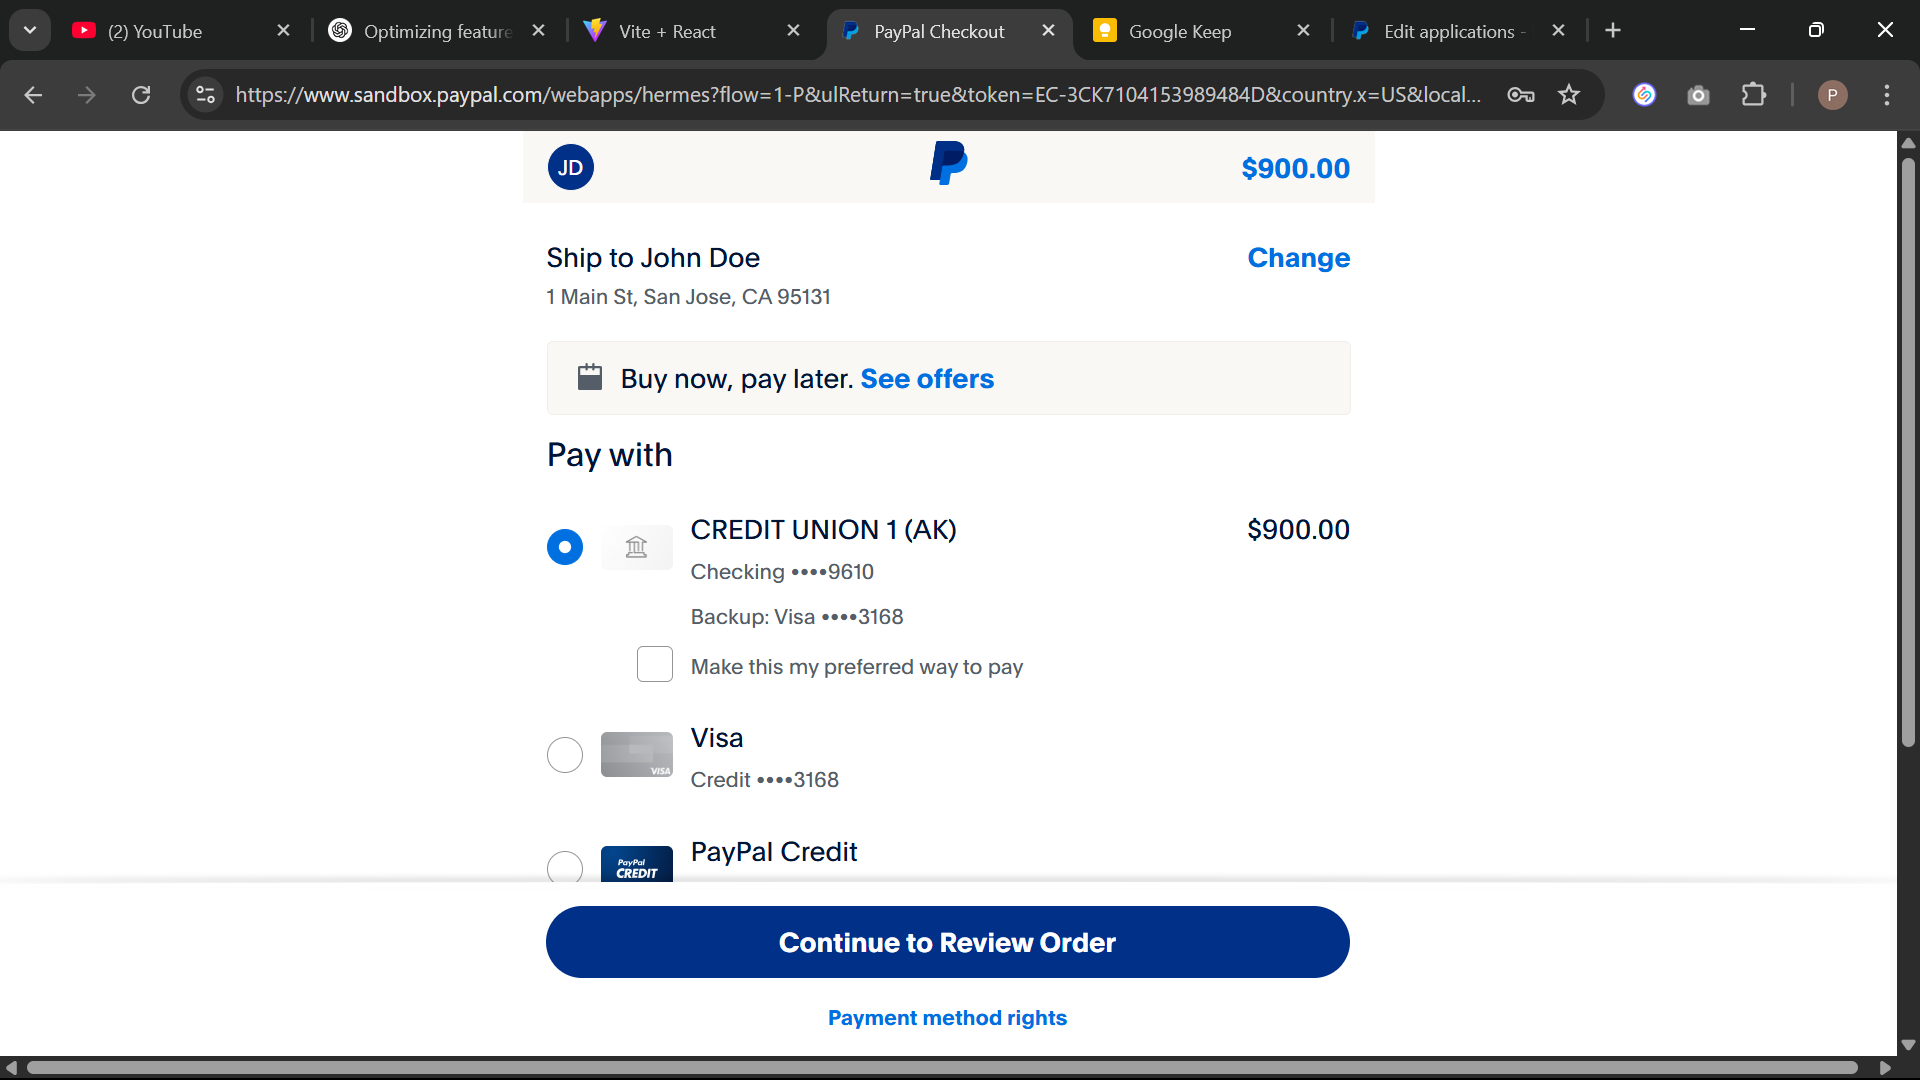 (2) YouTube
Optimizing feature
Vite + React
PayPal Checkout
Google Keep
Edit applications -
https://www.sandbox.paypal.com/webapps/hermes?flow=1-P&ulReturn=true&token=EC-3CK7104153989484D&country.x=US&local...
P
JD
$900.00
Ship to John Doe
Change
1 Main St, San Jose, CA 95131
Buy now, pay later. See offers
Pay with
CREDIT UNION 1 (AK)
$900.00
Checking ••••9610
Backup: Visa ••••3168
Make this my preferred way to pay
Visa
VISA
Credit ••••3168
PayPal Credit
PayPal
CREDIT
Continue to Review Order
Payment method rights